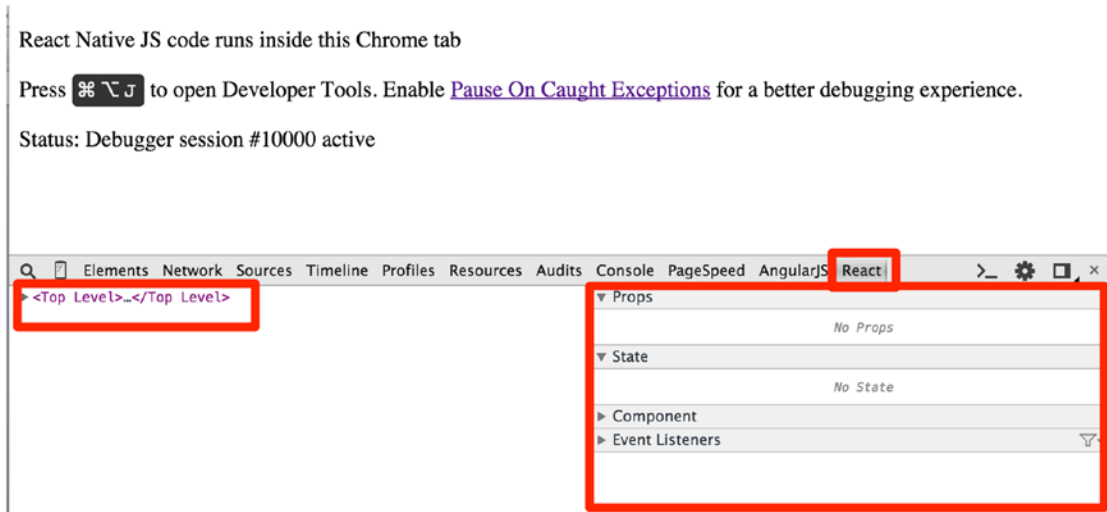 React Native JS code runs inside this Chrome tab
Press ⌘⌥J to open Developer Tools. Enable Pause On Caught Exceptions for a better debugging experience.
Status: Debugger session #10000 active
Elements Network Sources Timeline Profiles Resources Audits Console PageSpeed AngularJS React
<Top Level>…</Top Level>
Props
No Props
State
No State
Component
Event Listeners